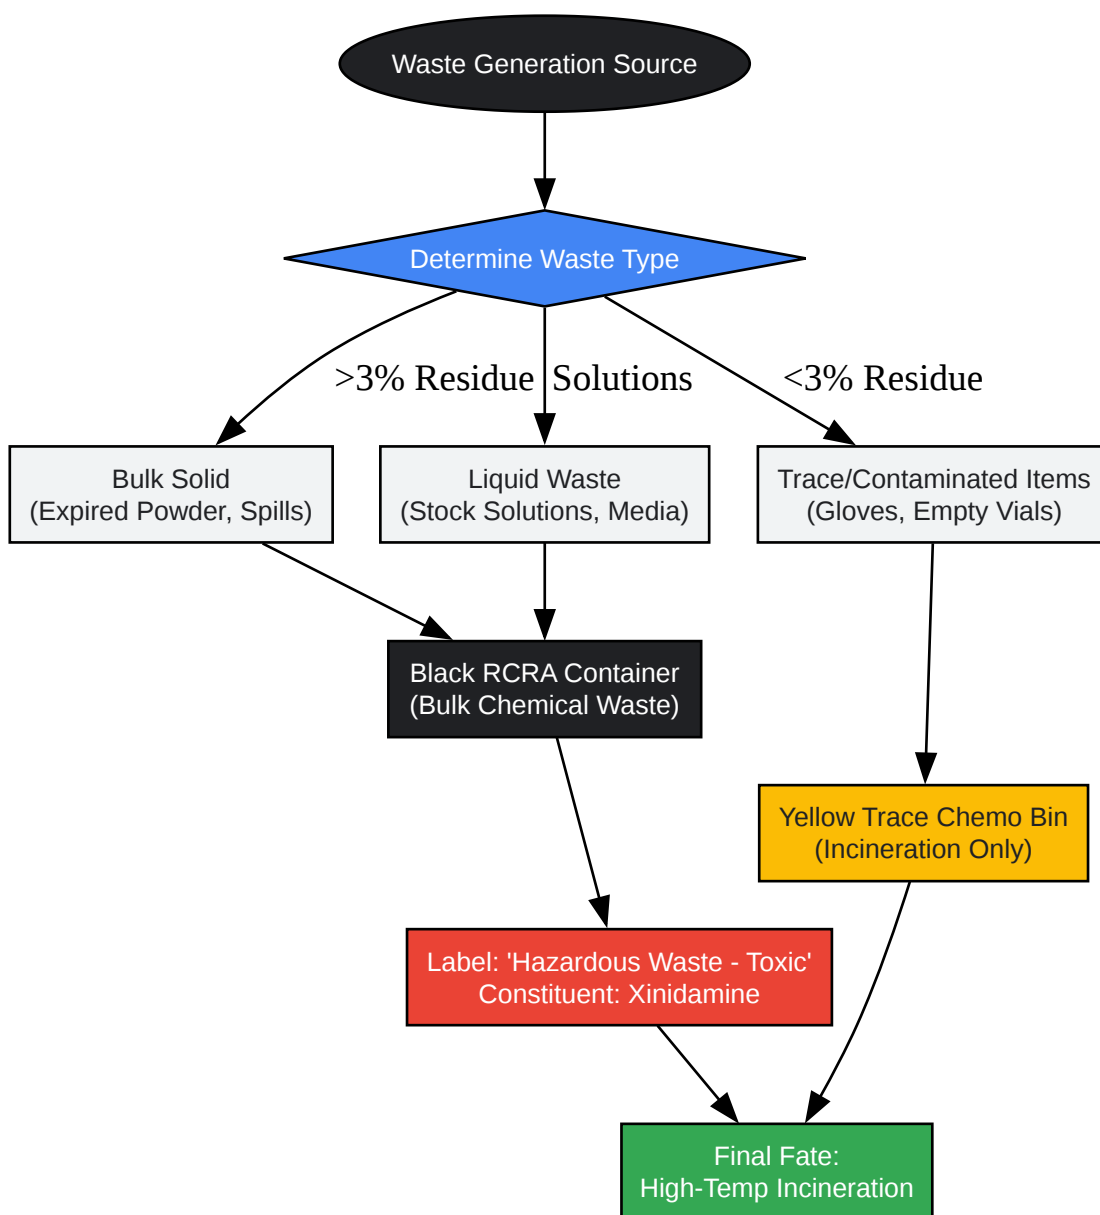 Waste Generation Source
Determine Waste Type
>3% Residue
Solutions
<3% Residue
Bulk Solid
(Expired Powder, Spills)
Liquid Waste
(Stock Solutions, Media)
Trace/Contaminated Items
(Gloves, Empty Vials)
Black RCRA Container
(Bulk Chemical Waste)
Yellow Trace Chemo Bin
(Incineration Only)
Label: 'Hazardous Waste - Toxic'
Constituent: Xinidamine
Final Fate:
High-Temp Incineration